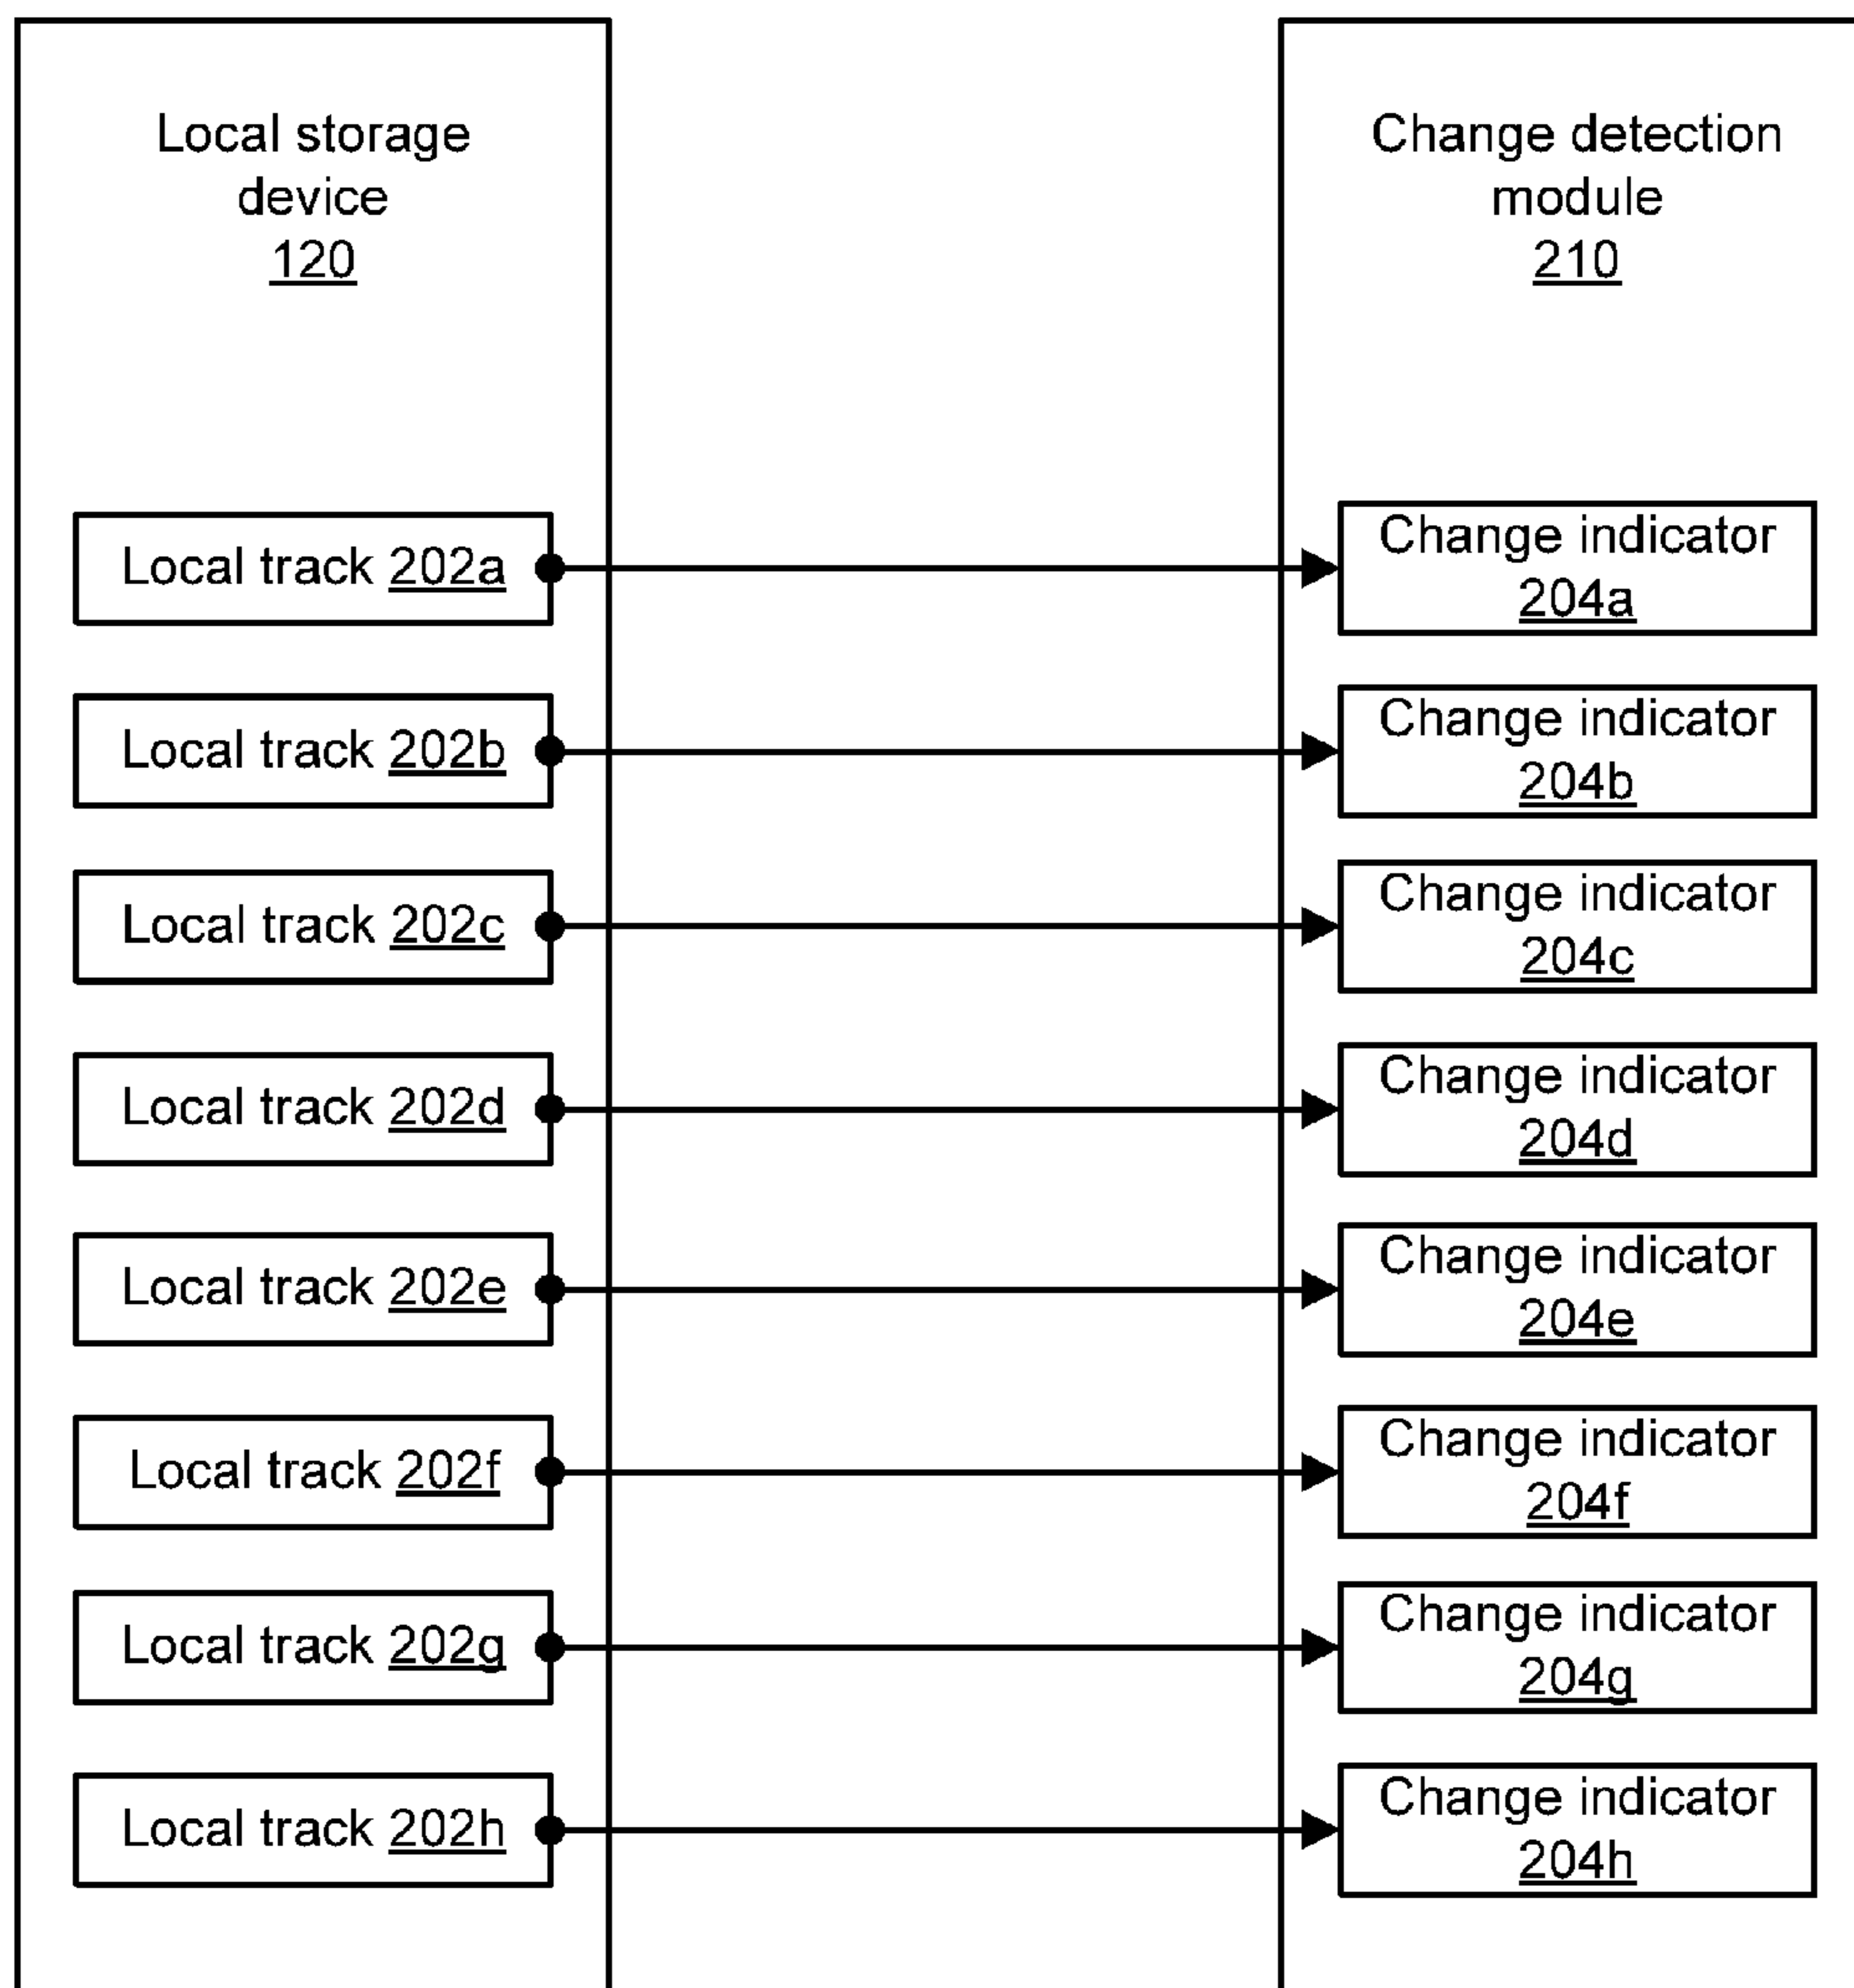 Local storage
device
120
Change detection
module
210
Local track 202a
Change indicator
204a
Local track 202b
Change indicator
204b
Local track 202c
Change indicator
204c
Local track 202d
Change indicator
204d
Local track 202e
Change indicator
204e
Local track 202f
Change indicator
204f
Local track 202g
Change indicator
204g
Local track 202h
Change indicator
204h